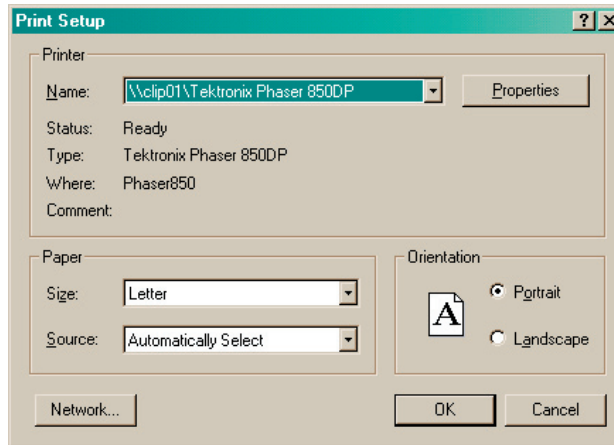 Print Setup
Printer
Name: \\clip01\Tektronix Phaser 850DP Properties
Status: Ready
Type: Tektronix Phaser 850DP
Where: Phaser850
Comment:
Paper
Size: Letter
Source: Automatically Select
Orientation
A
Portrait
Landscape
Network... OK Cancel